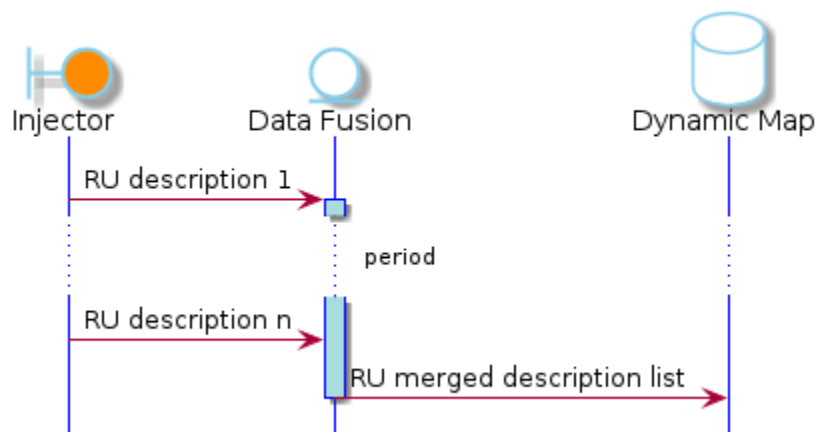 Injector
Data Fusion
Dynamic Map
RU description 1
period
RU description n
RU merged description list